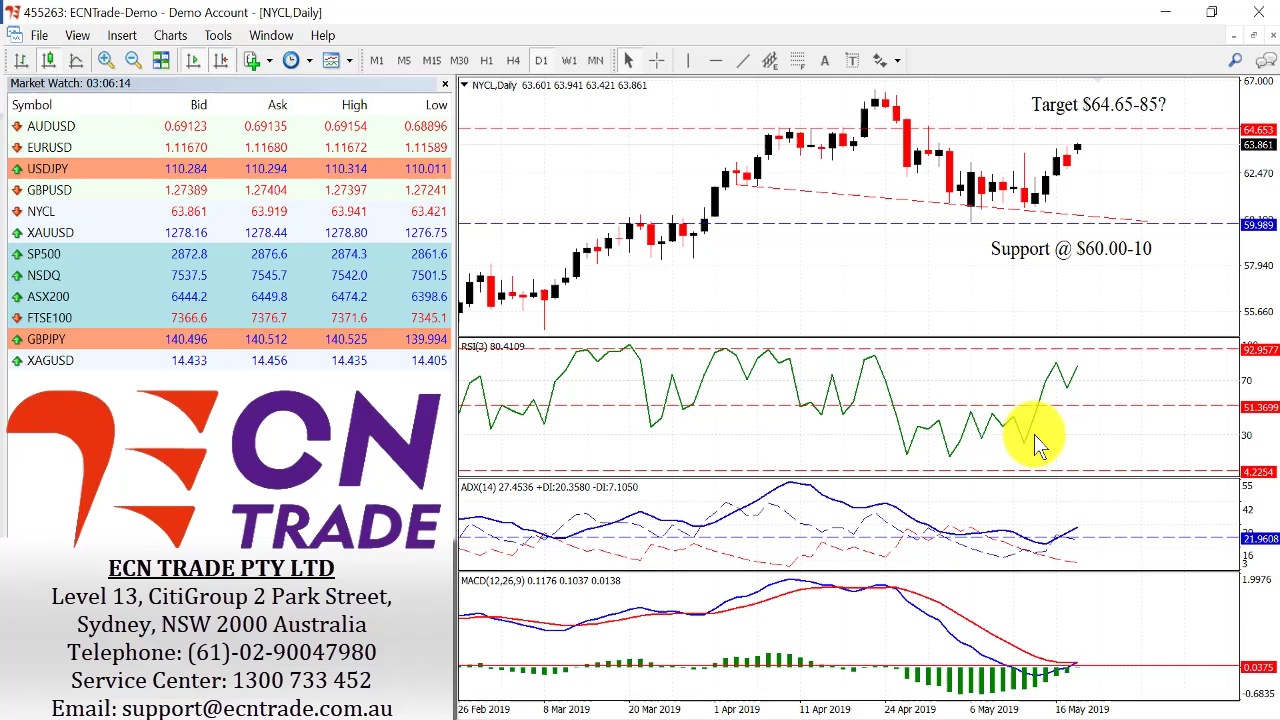 455263: ECNTrade-Demo - Demo Account - [NYCL,Daily]
File View Insert Charts Tools Window Help
M1 M5 M15 M30 H1 H4 D1 W1 MN
Market Watch: 03:06:14
Symbol Bid Ask High Low
AUDUSD 0.69123 0.69135 0.69154 0.68896
EURUSD 1.11670 1.11680 1.11672 1.11589
USDJPY 110.284 110.294 110.314 110.011
GBPUSD 1.27389 1.27404 1.27397 1.27241
NYCL 63.861 63.919 63.941 63.421
XAUUSD 1278.16 1278.44 1278.80 1276.75
SP500 2872.8 2876.6 2874.3 2861.6
NSDQ 7537.5 7545.7 7542.0 7501.5
ASX200 6444.2 6449.8 6474.2 6398.6
FTSE100 7366.6 7376.7 7371.6 7345.1
GBPJPY 140.496 140.512 140.525 139.994
XAGUSD 14.433 14.456 14.435 14.405
ECN
TRADE
ECN TRADE PTY LTD
Level 13, CitiGroup 2 Park Street,
Sydney, NSW 2000 Australia
Telephone: (61)-02-90047980
Service Center: 1300 733 452
Email: support@ecntrade.com.au
NYCL,Daily 63.601 63.941 63.421 63.861
67.000
Target $64.65-85?
64.653
63.861
62.470
59.989
Support @ $60.00-10
57.940
55.660
RSI(3) 80.4109
92.9577
70
51.3699
30
4.2254
ADX(14) 27.4536 +DI:20.3580 -DI:7.1050
55
42
21.9608
16
3
MACD(12,26,9) 0.1176 0.1037 0.0138
1.9976
0.0375
-0.6835
26 Feb 2019 8 Mar 2019 20 Mar 2019 1 Apr 2019 11 Apr 2019 24 Apr 2019 6 May 2019 16 May 2019